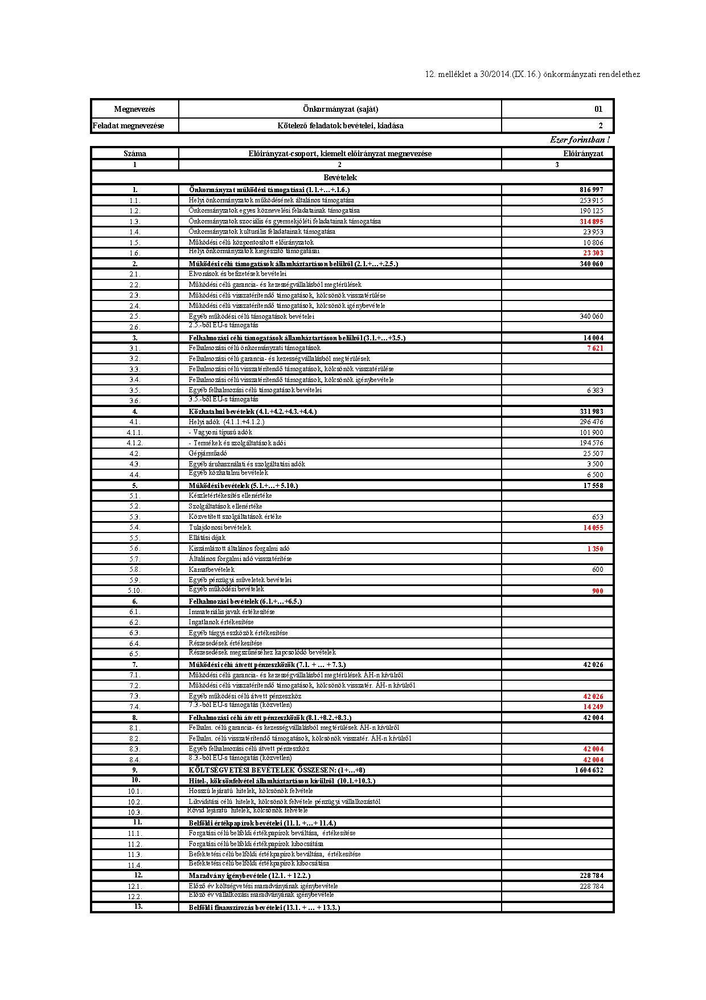 12. melléklet a 30/2014.(IX.16.) önkormányzati rendelethez
Megnevezés Önkormányzat (saját) 01
Feladat megnevezése Kötelező feladatok bevételei, kiadása 2
Ezer forintban !
Száma Előirányzat-csoport, kiemelt előirányzat megnevezése Előirányzat
1 2 3
Bevételek
1. Önkormányzat működési támogatásai (1.1.+…+.1.6.) 816 997
1.1. Helyi önkormányzatok működésének általános támogatása 253 915
1.2. Önkormányzatok egyes köznevelési feladatainak támogatása 190 125
1.3. Önkormányzatok szociális és gyermekjóléti feladatainak támogatása 314 895
1.4. Önkormányzatok kulturális feladatainak támogatása 23 953
1.5. Működési célú központosított előirányzatok 10 806
1.6. Helyi önkormányzatok kiegészítő támogatásai 23 303
2. Működési célú támogatások államháztartáson belülről (2.1.+…+.2.5.) 340 060
2.1. Elvonások és befizetések bevételei
2.2. Működési célú garancia- és kezességvállalásból megtérülések
2.3. Működési célú visszatérítendő támogatások, kölcsönök visszatérülése
2.4. Működési célú visszatérítendő támogatások, kölcsönök igénybevétele
2.5. Egyéb működési célú támogatások bevételei 340 060
2.6. 2.5.-ből EU-s támogatás
3. Felhalmozási célú támogatások államháztartáson belülről (3.1.+…+3.5.) 14 004
3.1. Felhalmozási célú önkormányzati támogatások 7 621
3.2. Felhalmozási célú garancia- és kezességvállalásból megtérülések
3.3. Felhalmozási célú visszatérítendő támogatások, kölcsönök visszatérülése
3.4. Felhalmozási célú visszatérítendő támogatások, kölcsönök igénybevétele
3.5. Egyéb felhalmozási célú támogatások bevételei 6 383
3.6. 3.5.-ből EU-s támogatás
4. Közhatalmi bevételek (4.1.+4.2.+4.3.+4.4.) 331 983
4.1. Helyi adók (4.1.1.+4.1.2.) 296 476
4.1.1. - Vagyoni típusú adók 101 900
4.1.2. - Termékek és szolgáltatások adói 194 576
4.2. Gépjárműadó 25 507
4.3. Egyéb áruhasználati és szolgáltatási adók 3 500
4.4. Egyéb közhatalmi bevételek 6 500
5. Működési bevételek (5.1.+…+ 5.10.) 17 558
5.1. Készletértékesítés ellenértéke
5.2. Szolgáltatások ellenértéke
5.3. Közvetített szolgáltatások értéke 653
5.4. Tulajdonosi bevételek 14 055
5.5. Ellátási díjak
5.6. Kiszámlázott általános forgalmi adó 1 350
5.7. Általános forgalmi adó visszatérítése
5.8. Kamatbevételek 600
5.9. Egyéb pénzügyi műveletek bevételei
5.10. Egyéb működési bevételek 900
6. Felhalmozási bevételek (6.1.+…+6.5.)
6.1. Immateriális javak értékesítése
6.2. Ingatlanok értékesítése
6.3. Egyéb tárgyi eszközök értékesítése
6.4. Részesedések értékesítése
6.5. Részesedések megszűnéséhez kapcsolódó bevételek
7. Működési célú átvett pénzeszközök (7.1. + … + 7.3.) 42 026
7.1. Működési célú garancia- és kezességvállalásból megtérülések ÁH-n kívülről
7.2. Működési célú visszatérítendő támogatások, kölcsönök visszatér. ÁH-n kívülről
7.3. Egyéb működési célú átvett pénzeszköz 42 026
7.4. 7.3.-ból EU-s támogatás (közvetlen) 14 249
8. Felhalmozási célú átvett pénzeszközök (8.1.+8.2.+8.3.) 42 004
8.1. Felhalm. célú garancia- és kezességvállalásból megtérülések ÁH-n kívülről
8.2. Felhalm. célú visszatérítendő támogatások, kölcsönök visszatér. ÁH-n kívülről
8.3. Egyéb felhalmozási célú átvett pénzeszköz 42 004
8.4. 8.3.-ból EU-s támogatás (közvetlen) 42 004
9. KÖLTSÉGVETÉSI BEVÉTELEK ÖSSZESEN: (1+…+8) 1 604 632
10. Hitel-, kölcsönfelvétel államháztartáson kívülről (10.1.+10.3.)
10.1. Hosszú lejáratú hitelek, kölcsönök felvétele
10.2. Likviditási célú hitelek, kölcsönök felvétele pénzügyi vállalkozástól
10.3. Rövid lejáratú hitelek, kölcsönök felvétele
11. Belföldi értékpapírok bevételei (11.1. +…+ 11.4.)
11.1. Forgatási célú belföldi értékpapírok beváltása, értékesítése
11.2. Forgatási célú belföldi értékpapírok kibocsátása
11.3. Befektetési célú belföldi értékpapírok beváltása, értékesítése
11.4. Befektetési célú belföldi értékpapírok kibocsátása
12. Maradvány igénybevétele (12.1. + 12.2.) 228 784
12.1. Előző év költségvetési maradványának igénybevétele 228 784
12.2. Előző év vállalkozási maradványának igénybevétele
13. Belföldi finanszírozás bevételei (13.1. + … + 13.3.)